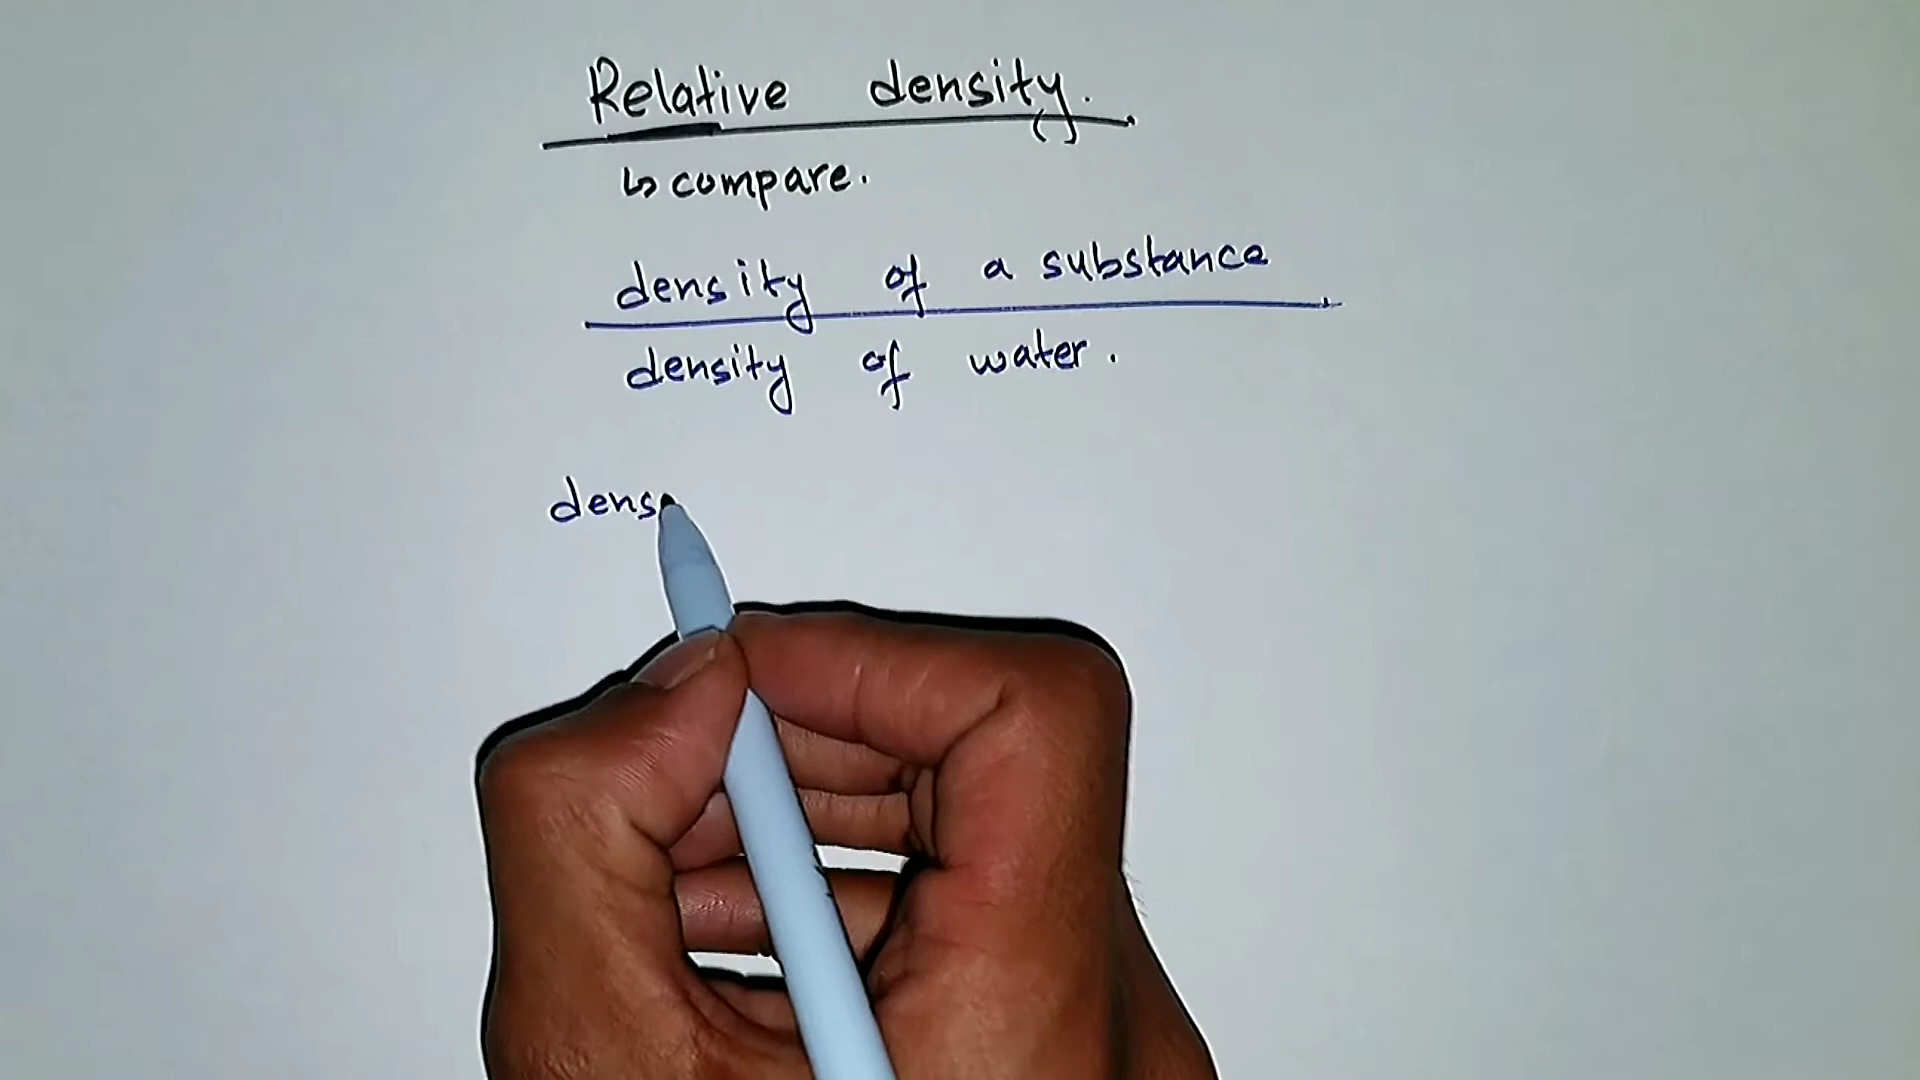 Relative density.
↳ compare.
density of a substance
density of water.
dens